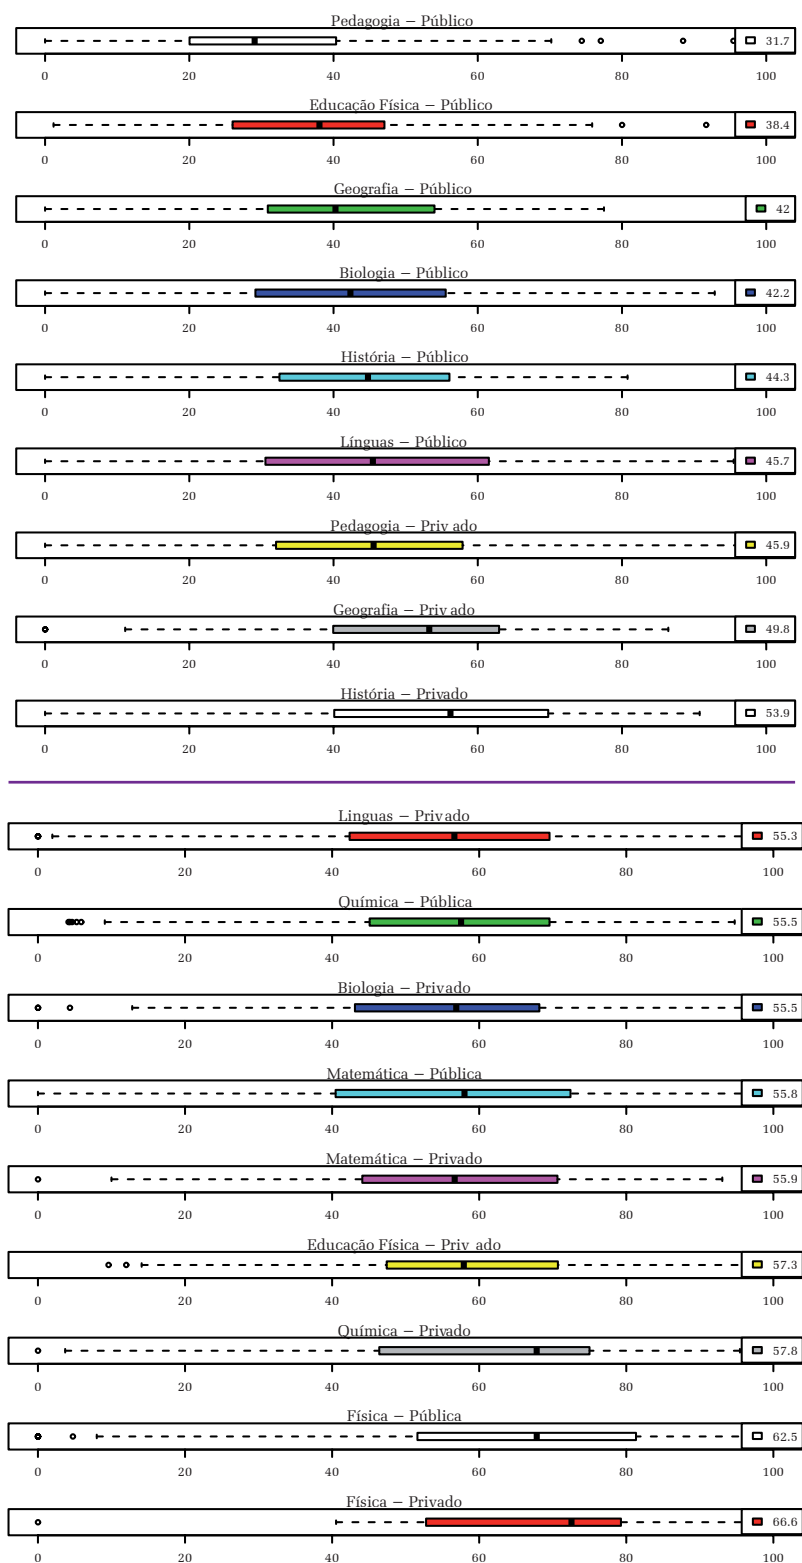 Pedagogia – Público
31.7
0 20 40 60 80 100
Educação Física – Público
38.4
0 20 40 60 80 100
Geografia – Público
42
0 20 40 60 80 100
Biologia – Público
42.2
0 20 40 60 80 100
História – Público
44.3
0 20 40 60 80 100
Línguas – Público
45.7
0 20 40 60 80 100
Pedagogia – Priv ado
45.9
0 20 40 60 80 100
Geografia – Priv ado
49.8
0 20 40 60 80 100
História – Privado
53.9
0 20 40 60 80 100
Linguas – Privado
55.3
0 20 40 60 80 100
Química – Pública
55.5
0 20 40 60 80 100
Biologia – Privado
55.5
0 20 40 60 80 100
Matemática – Pública
55.8
0 20 40 60 80 100
Matemática – Privado
55.9
0 20 40 60 80 100
Educação Física – Priv ado
57.3
0 20 40 60 80 100
Química – Privado
57.8
0 20 40 60 80 100
Física – Pública
62.5
0 20 40 60 80 100
Física – Privado
66.6
0 20 40 60 80 100